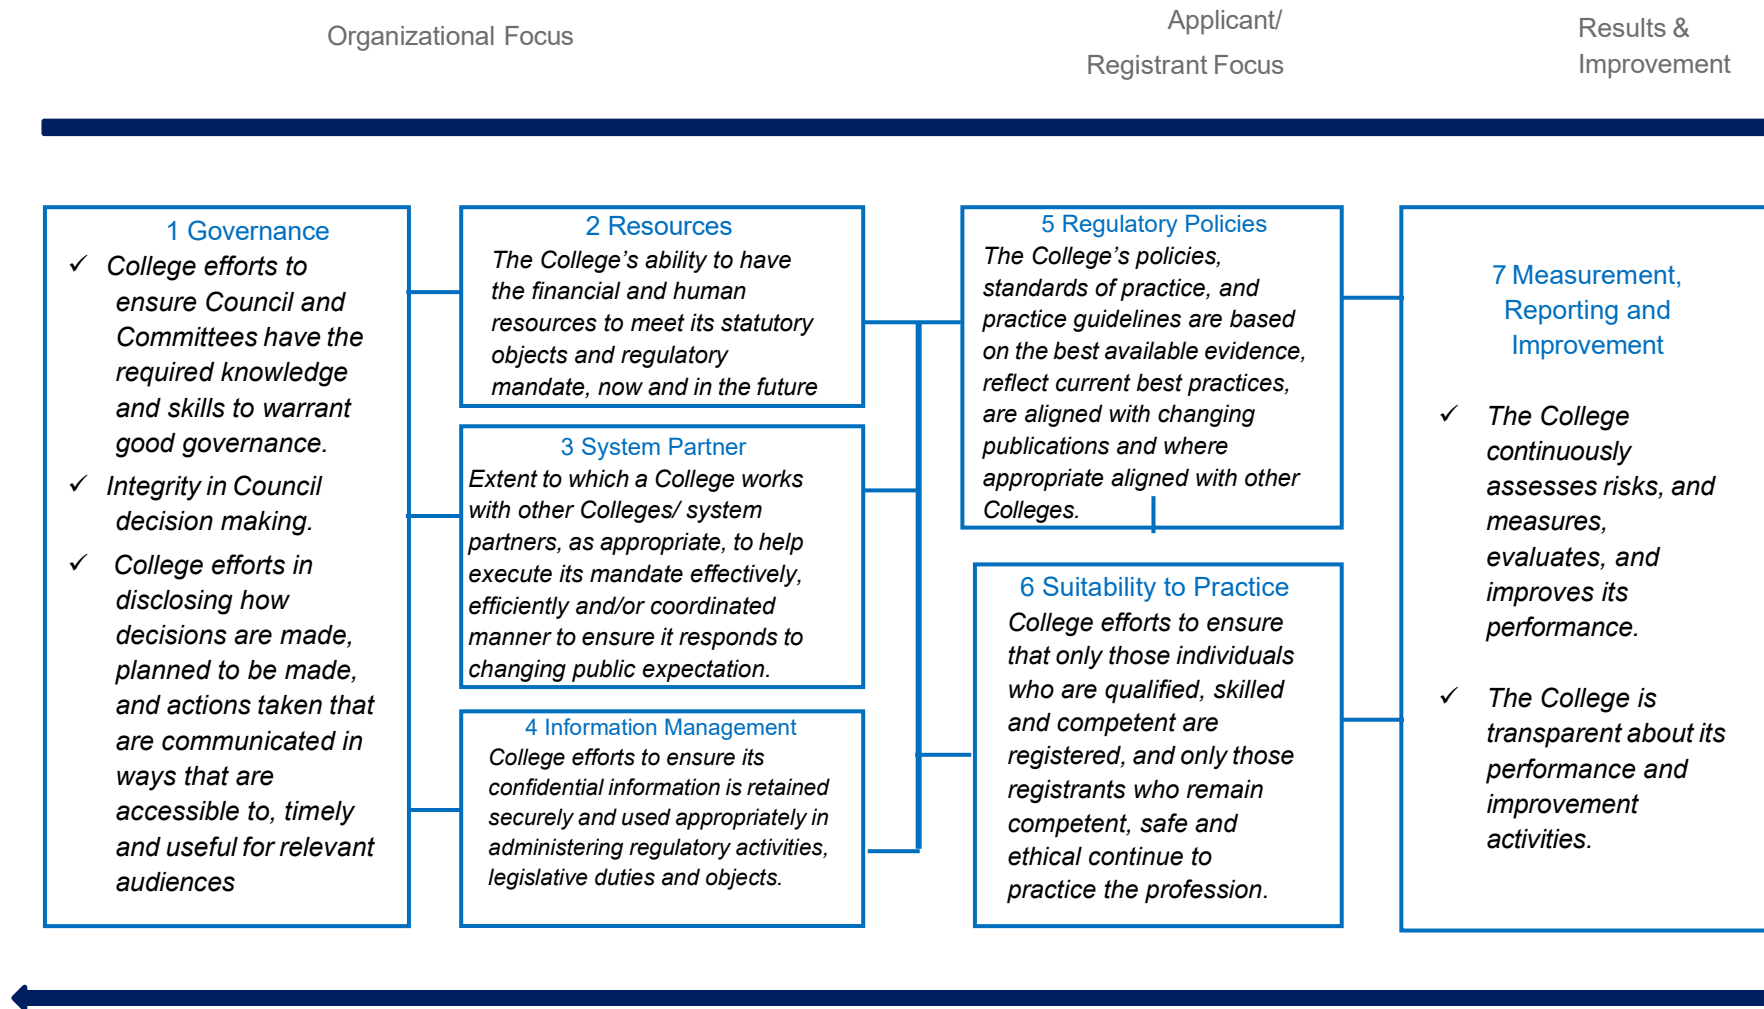 Organizational Focus
Applicant/
Registrant Focus
Results &
Improvement
1 Governance
✓ College efforts to
ensure Council and
Committees have the
required knowledge
and skills to warrant
good governance.
✓ Integrity in Council
decision making.
✓ College efforts in
disclosing how
decisions are made,
planned to be made,
and actions taken that
are communicated in
ways that are
accessible to, timely
and useful for relevant
audiences
2 Resources
The College’s ability to have
the financial and human
resources to meet its statutory
objects and regulatory
mandate, now and in the future
3 System Partner
Extent to which a College works
with other Colleges/ system
partners, as appropriate, to help
execute its mandate effectively,
efficiently and/or coordinated
manner to ensure it responds to
changing public expectation.
4 Information Management
College efforts to ensure its
confidential information is retained
securely and used appropriately in
administering regulatory activities,
legislative duties and objects.
5 Regulatory Policies
The College’s policies,
standards of practice, and
practice guidelines are based
on the best available evidence,
reflect current best practices,
are aligned with changing
publications and where
appropriate aligned with other
Colleges.
6 Suitability to Practice
College efforts to ensure
that only those individuals
who are qualified, skilled
and competent are
registered, and only those
registrants who remain
competent, safe and
ethical continue to
practice the profession.
7 Measurement,
Reporting and
Improvement
✓ The College
continuously
assesses risks, and
measures,
evaluates, and
improves its
performance.
✓ The College is
transparent about its
performance and
improvement
activities.